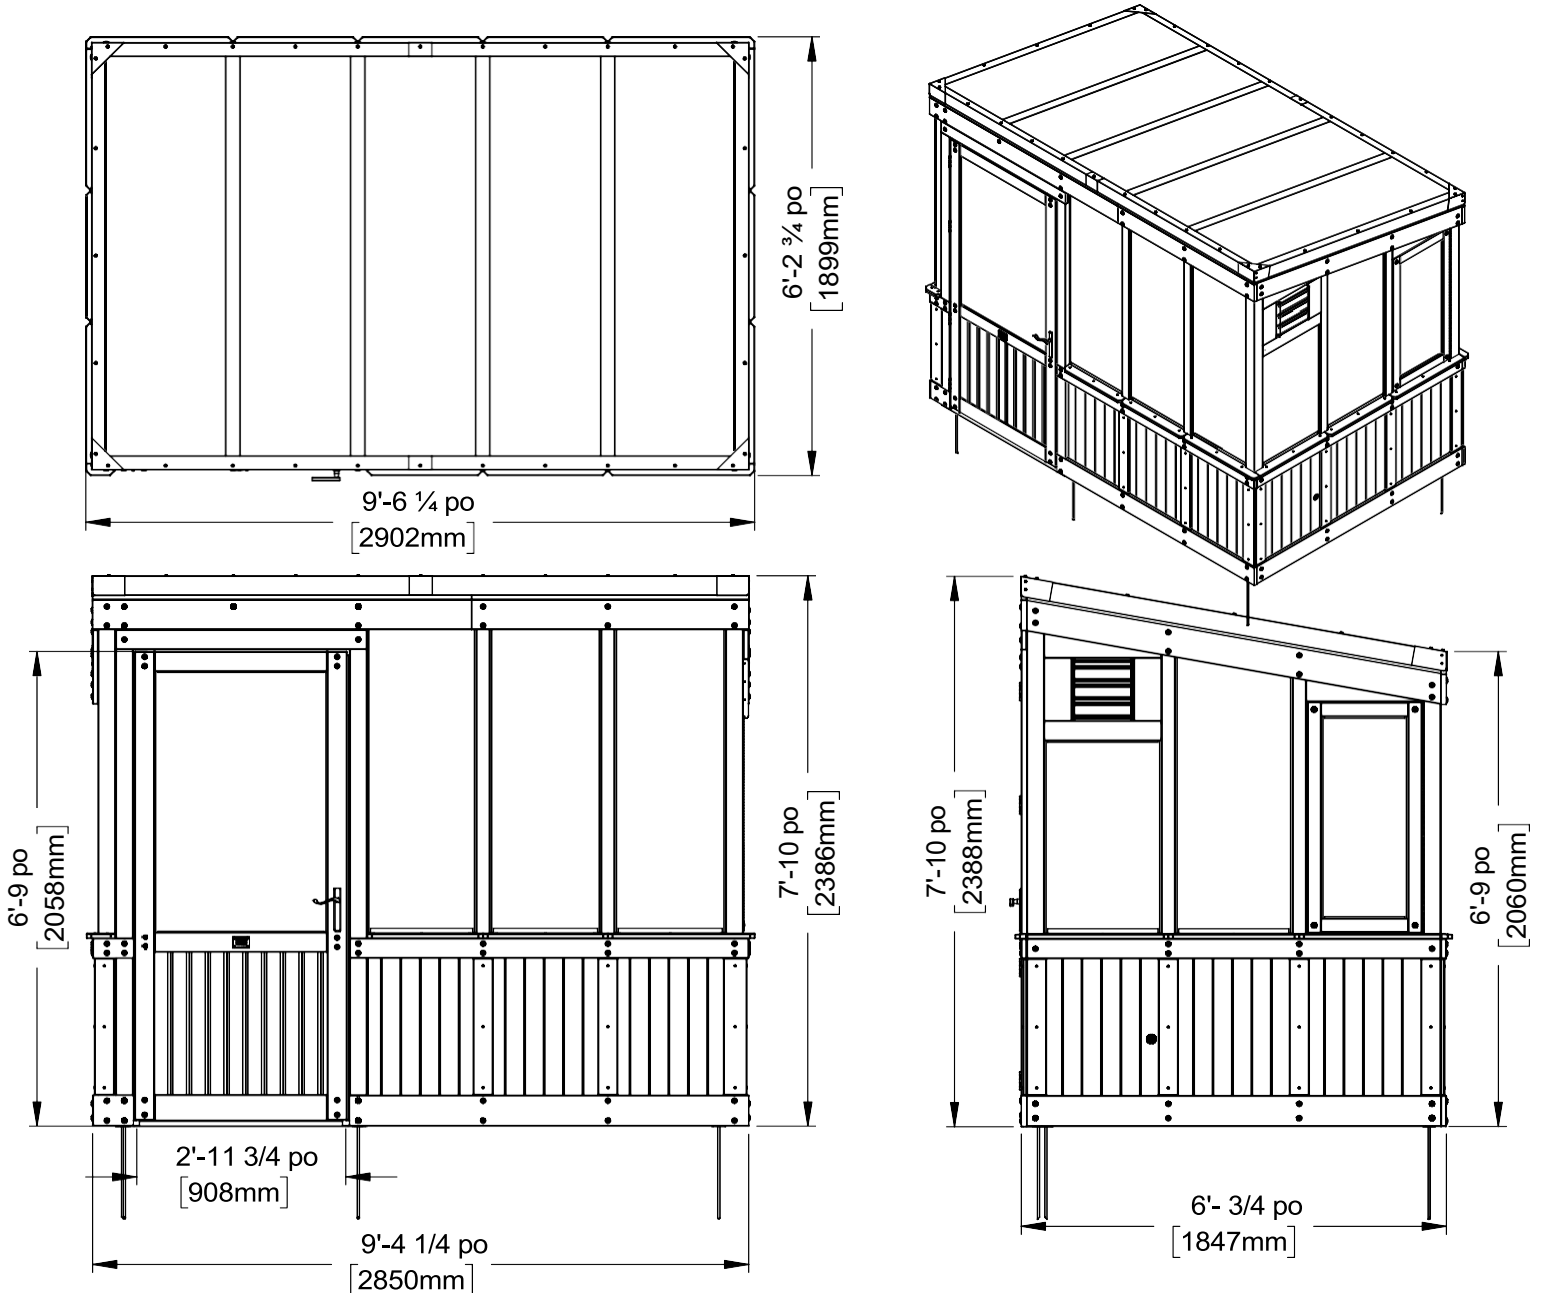 6'-2 ¾ po
[1899mm]
9'-6 ¼ po
[2902mm]
6'-9 po
[2058mm]
7'-10 po
[2386mm]
2'-11 3/4 po
[908mm]
9'-4 1/4 po
[2850mm]
7'-10 po
[2388mm]
6'-9 po
[2060mm]
6'- 3/4 po
[1847mm]